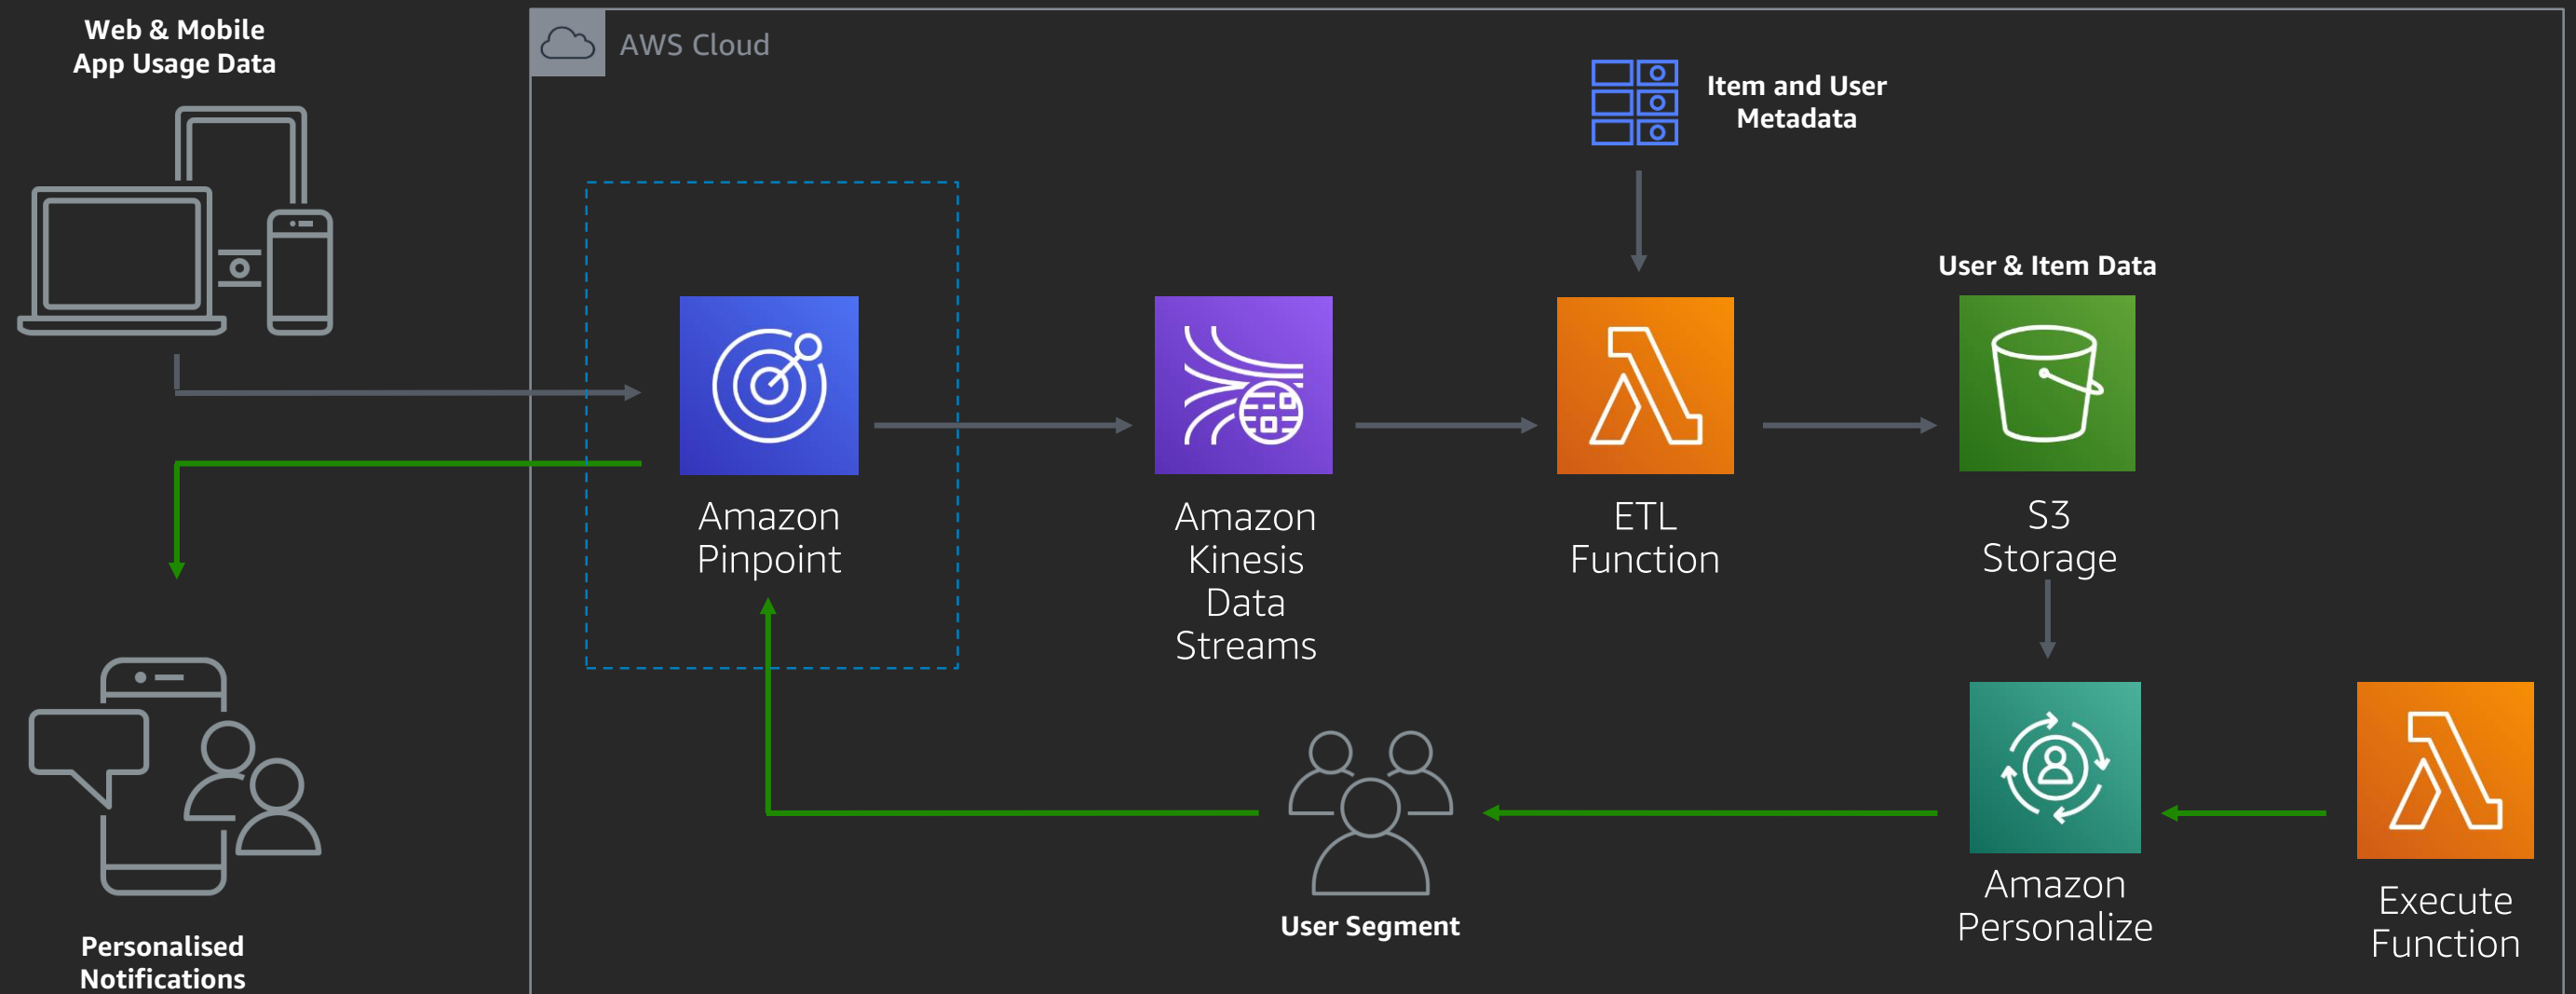 Web & Mobile
App Usage Data
AWS Cloud
Item and User
Metadata
User & Item Data
Amazon
Pinpoint
Amazon
Kinesis
Data
Streams
ETL
Function
S3
Storage
User Segment
Amazon
Personalize
Execute
Function
Personalised
Notifications